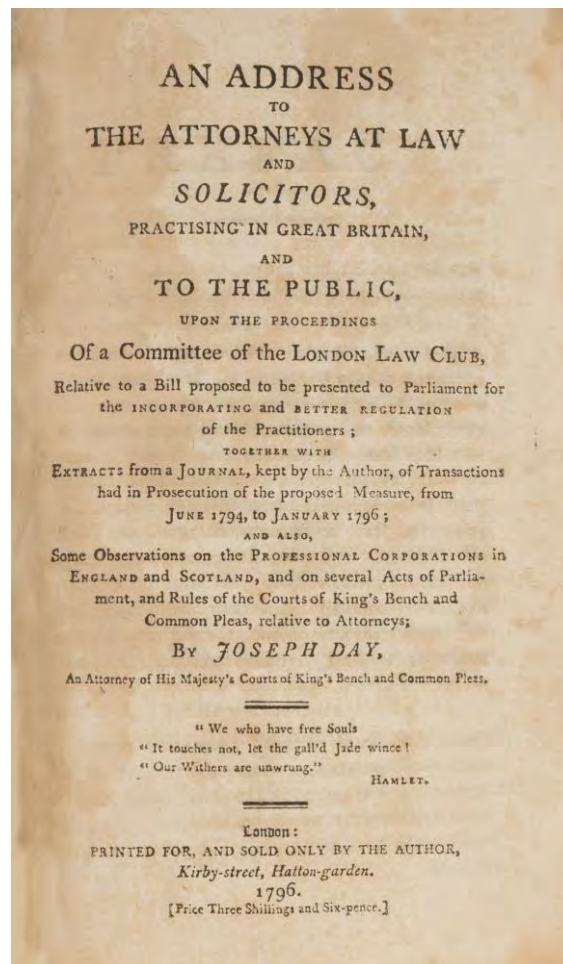 AN ADDRESS
TO
THE ATTORNEYS AT LAW
AND
SOLICITORS,
PRACTISING IN GREAT BRITAIN,
AND
TO THE PUBLIC,
UPON THE PROCEEDINGS
Of a Committee of the LONDON LAW CLUB,
Relative to a Bill proposed to be presented to Parliament for
the INCORPORATING and BETTER REGULATION
of the Practitioners ;
TOGETHER WITH
EXTRACTS from a JOURNAL, kept by the Author, of Transactions
had in Prosecution of the proposed Measure, from
JUNE 1794, to JANUARY 1796 ;
AND ALSO,
Some Observations on the PROFESSIONAL CORPORATIONS in
ENGLAND and SCOTLAND, and on several Acts of Parlia-
ment, and Rules of the Courts of King's Bench and
Common Pleas, relative to Attorneys;
BY JOSEPH DAY,
An Attorney of His Majesty's Courts of King's Bench and Common Pleas.
" We who have free Souls
" It touches not, let the gall'd Jade wince !
" Our Withers are unwrung."
HAMLET.
London :
PRINTED FOR, AND SOLD ONLY BY THE AUTHOR,
Kirby-street, Hatton-garden.
1796.
[Price Three Shillings and Six-pence.]